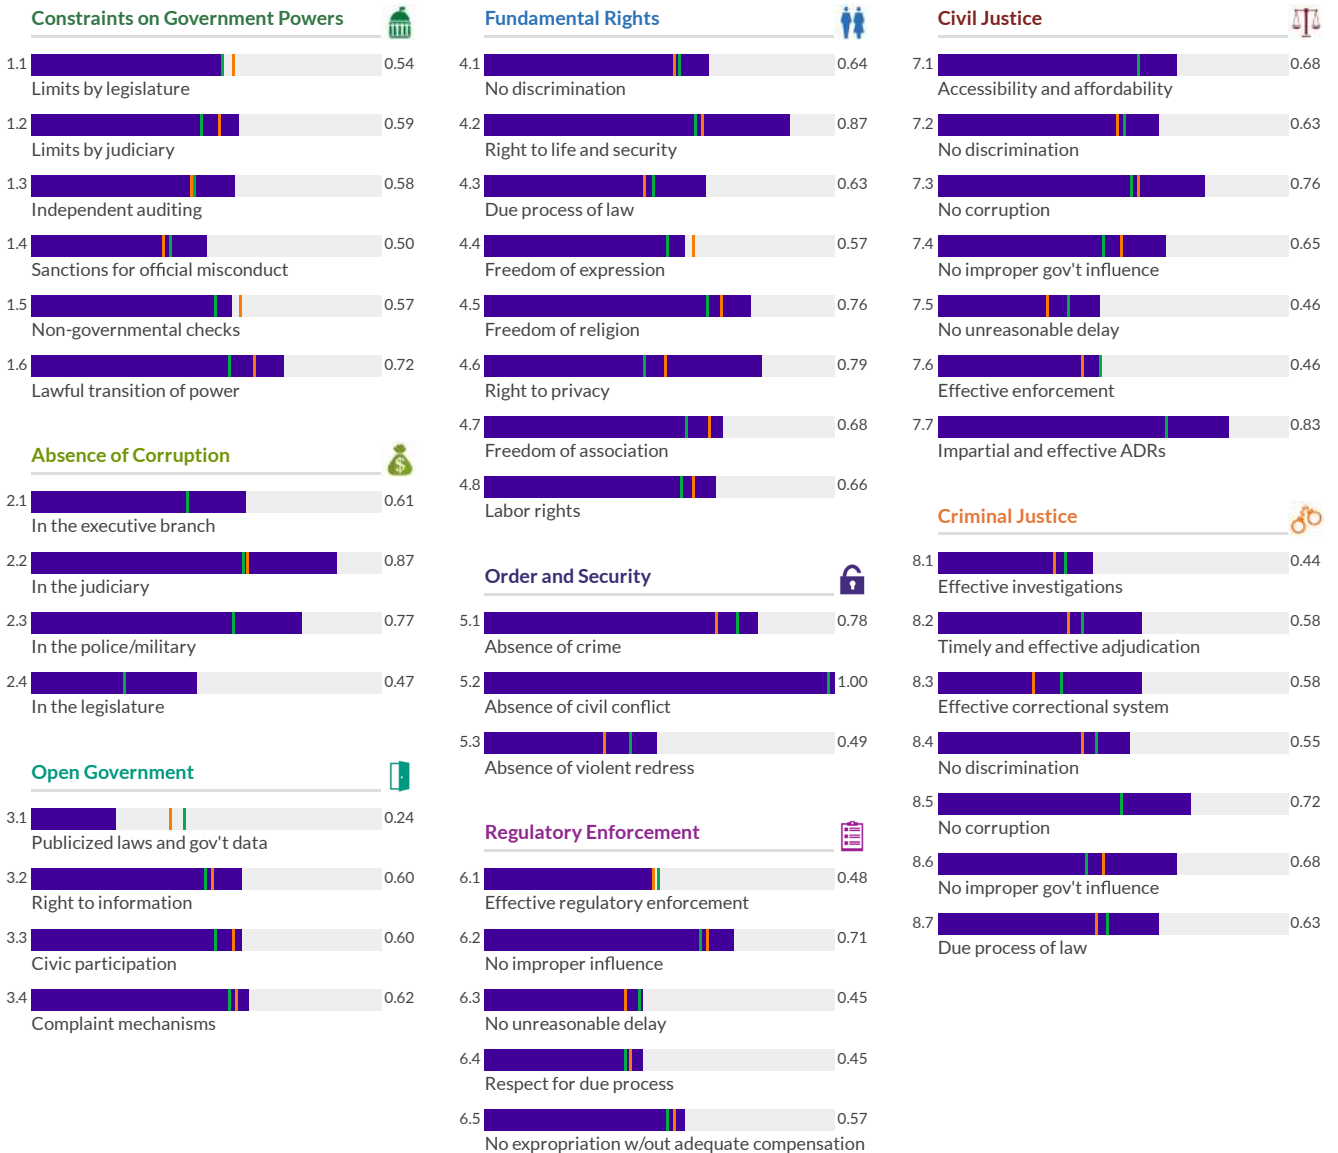 Constraints on Government Powers
1.1 0.54
Limits by legislature
1.2 0.59
Limits by judiciary
1.3 0.58
Independent auditing
1.4 0.50
Sanctions for official misconduct
1.5 0.57
Non-governmental checks
1.6 0.72
Lawful transition of power
Absence of Corruption
$
2.1 0.61
In the executive branch
2.2 0.87
In the judiciary
2.3 0.77
In the police/military
2.4 0.47
In the legislature
Open Government
3.1 0.24
Publicized laws and gov't data
3.2 0.60
Right to information
3.3 0.60
Civic participation
3.4 0.62
Complaint mechanisms
Fundamental Rights
4.1 0.64
No discrimination
4.2 0.87
Right to life and security
4.3 0.63
Due process of law
4.4 0.57
Freedom of expression
4.5 0.76
Freedom of religion
4.6 0.79
Right to privacy
4.7 0.68
Freedom of association
4.8 0.66
Labor rights
Order and Security
5.1 0.78
Absence of crime
5.2 1.00
Absence of civil conflict
5.3 0.49
Absence of violent redress
Regulatory Enforcement
6.1 0.48
Effective regulatory enforcement
6.2 0.71
No improper influence
6.3 0.45
No unreasonable delay
6.4 0.45
Respect for due process
6.5 0.57
No expropriation w/out adequate compensation
Civil Justice
7.1 0.68
Accessibility and affordability
7.2 0.63
No discrimination
7.3 0.76
No corruption
7.4 0.65
No improper gov't influence
7.5 0.46
No unreasonable delay
7.6 0.46
Effective enforcement
7.7 0.83
Impartial and effective ADRs
Criminal Justice
8.1 0.44
Effective investigations
8.2 0.58
Timely and effective adjudication
8.3 0.58
Effective correctional system
8.4 0.55
No discrimination
8.5 0.72
No corruption
8.6 0.68
No improper gov't influence
8.7 0.63
Due process of law